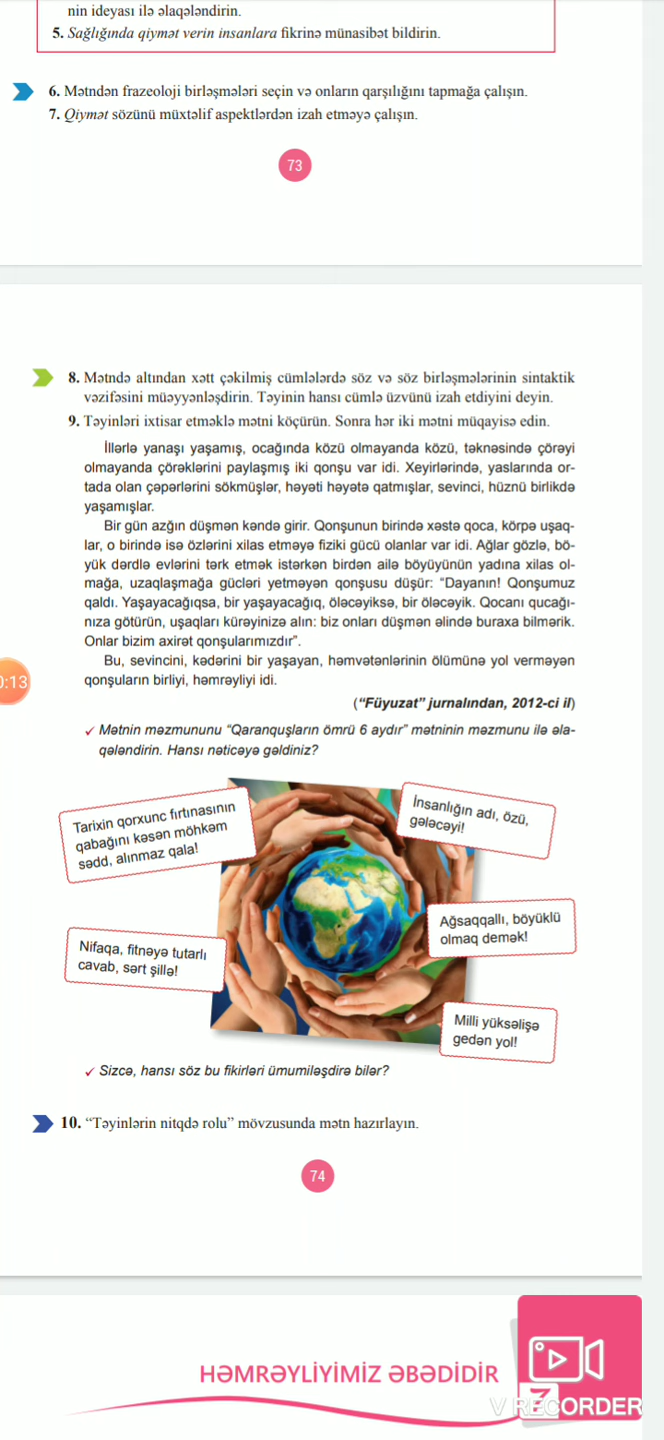 nin ideyası ilə əlaqələndirin.
5. Sağlığında qiymət verin insanlara fikrinə münasibət bildirin.
6. Mətndən frazeoloji birləşmələri seçin və onların qarşılığını tapmağa çalışın.
7. Qiymət sözünü müxtəlif aspektlərdən izah etməyə çalışın.
73
8. Mətndə altından xətt çəkilmiş cümlələrdə söz və söz birləşmələrinin sintaktik
vəzifəsini müəyyənləşdirin. Təyinin hansı cümlə üzvünü izah etdiyini deyin.
9. Təyinləri ixtisar etməklə mətni köçürün. Sonra hər iki mətni müqayisə edin.
İllərlə yanaşı yaşamış, ocağında közü olmayanda közü, təknəsində çörəyi
olmayanda çörəklərini paylaşmış iki qonşu var idi. Xeyirlərində, yaslarında or-
tada olan çəpərlərini sökmüşlər, həyəti həyətə qatmışlar, sevinci, hüznü birlikdə
yaşamışlar.
Bir gün azğın düşmən kəndə girir. Qonşunun birində xəstə qoca, körpə uşaq-
lar, o birində isə özlərini xilas etməyə fiziki gücü olanlar var idi. Ağlar gözlə, bö-
yük dərdlə evlərini tərk etmək istərkən birdən ailə böyüyünün yadına xilas ol-
mağa, uzaqlaşmağa gücləri yetməyən qonşusu düşür: “Dayanın! Qonşumuz
qaldı. Yaşayacağıqsa, bir yaşayacağıq, öləcəyiksə, bir öləcəyik. Qocanı qucağı-
nıza götürün, uşaqları kürəyinizə alın: biz onları düşmən əlində buraxa bilmərik.
Onlar bizim axirət qonşularımızdır”.
Bu, sevincini, kədərini bir yaşayan, həmvətənlərinin ölümünə yol verməyən
qonşuların birliyi, həmrəyliyi idi.
0:13
(“Füyuzat” jurnalından, 2012-ci il)
✓ Mətnin məzmununu “Qaranquşların ömrü 6 aydır” mətninin məzmunu ilə əla-
qələndirin. Hansı nəticəyə gəldiniz?
Tarixin qorxunc fırtınasının
qabağını kəsən möhkəm
sədd, alınmaz qala!
İnsanlığın adı, özü,
gələcəyi!
Ağsaqqallı, böyüklü
olmaq demək!
Nifaqa, fitnəyə tutarlı
cavab, sərt şillə!
Milli yüksəlişə
gedən yol!
✓ Sizcə, hansı söz bu fikirləri ümumiləşdirə bilər?
10. “Təyinlərin nitqdə rolu” mövzusunda mətn hazırlayın.
74
HƏMRƏYLİYİMİZ ƏBƏDİDİR
7
V RECORDER